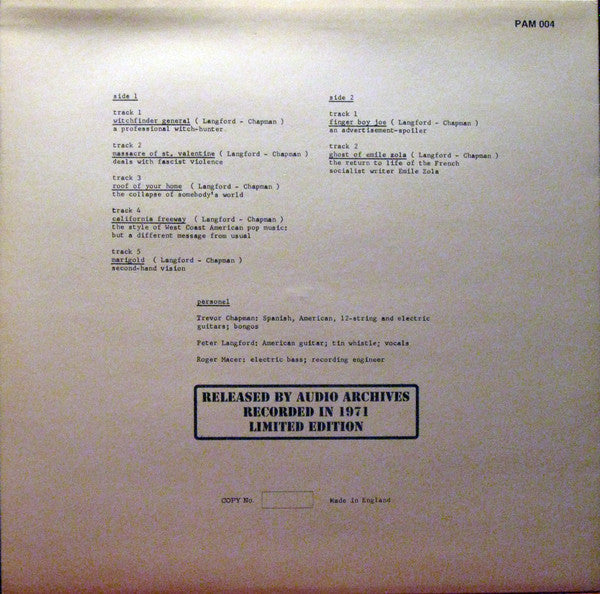 PAM 004
side 1
track 1
witchfinder general ( Langford - Chapman )
a professional witch-hunter
track 2
massacre of st. valentine ( Langford - Chapman )
deals with fascist violence
track 3
roof of your home ( Langford - Chapman )
the collapse of somebody's world
track 4
california freeway ( Langford - Chapman )
the style of West Coast American pop music:
but a different message from usual
track 5
marigold ( Langford - Chapman )
second-hand vision
side 2
track 1
finger boy joe ( Langford - Chapman )
an advertisement-spoiler
track 2
ghost of emile zola ( Langford - Chapman )
the return to life of the French
socialist writer Emile Zola
personel
Trevor Chapman: Spanish, American, 12-string and electric
guitars; bongos
Peter Langford: American guitar; tin whistle; vocals
Roger Macer: electric bass; recording engineer
RELEASED BY AUDIO ARCHIVES
RECORDED IN 1971
LIMITED EDITION
COPY No. Made in England